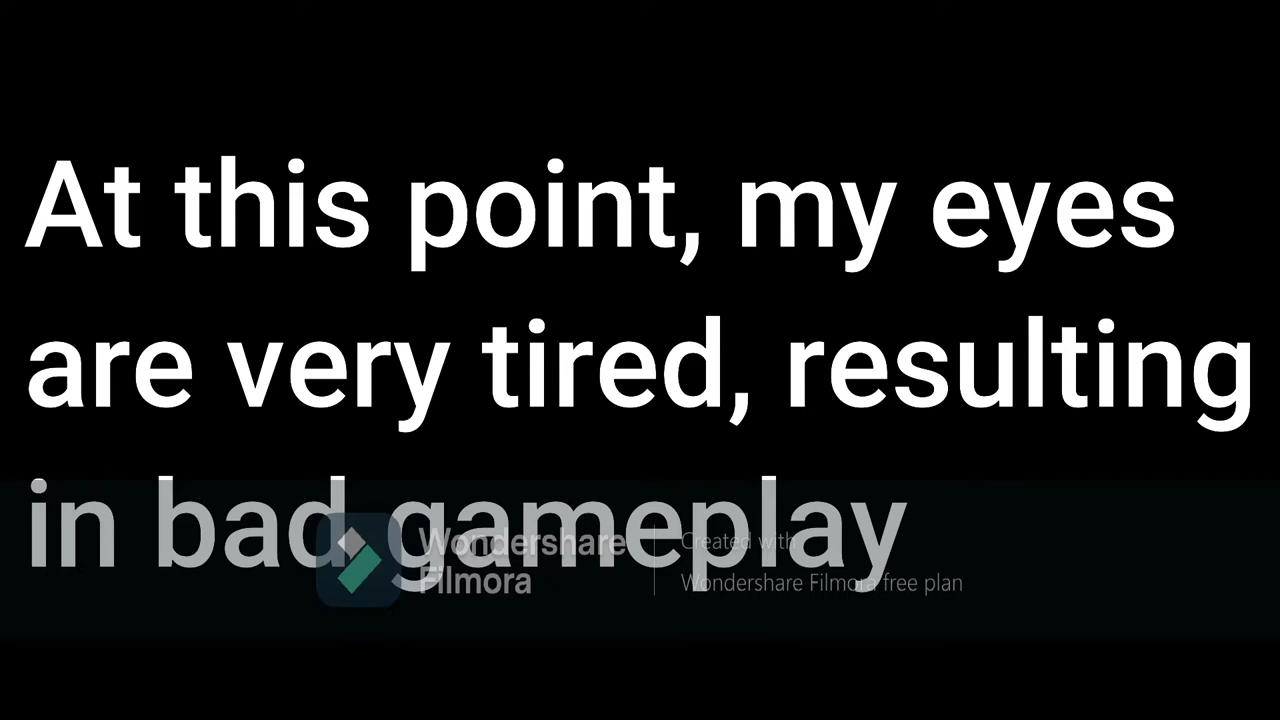 At this point, my eyes
are very tired, resulting
in bad gameplay
Wondershare
Filmora
Created with
Wondershare Filmora free plan